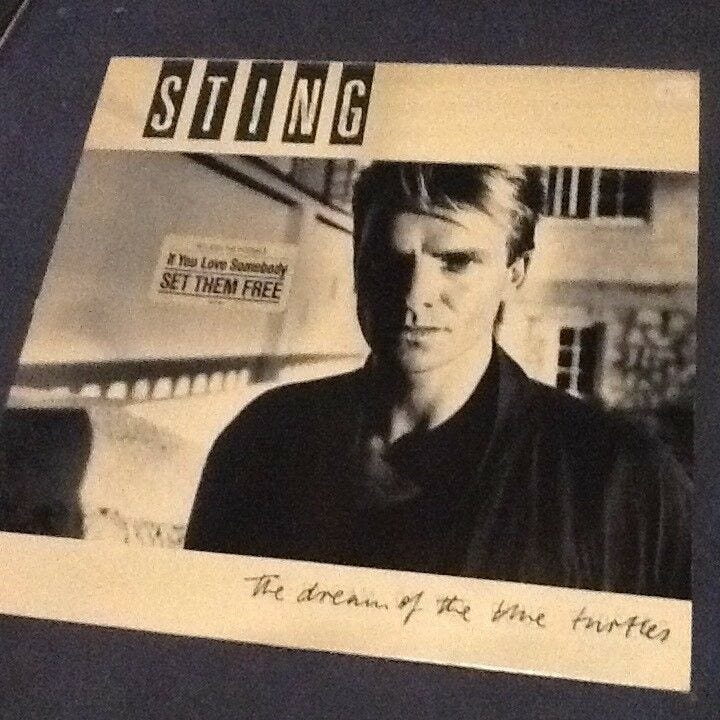 STING
If You Love Somebody
SET THEM FREE
the dream of the blue turtles